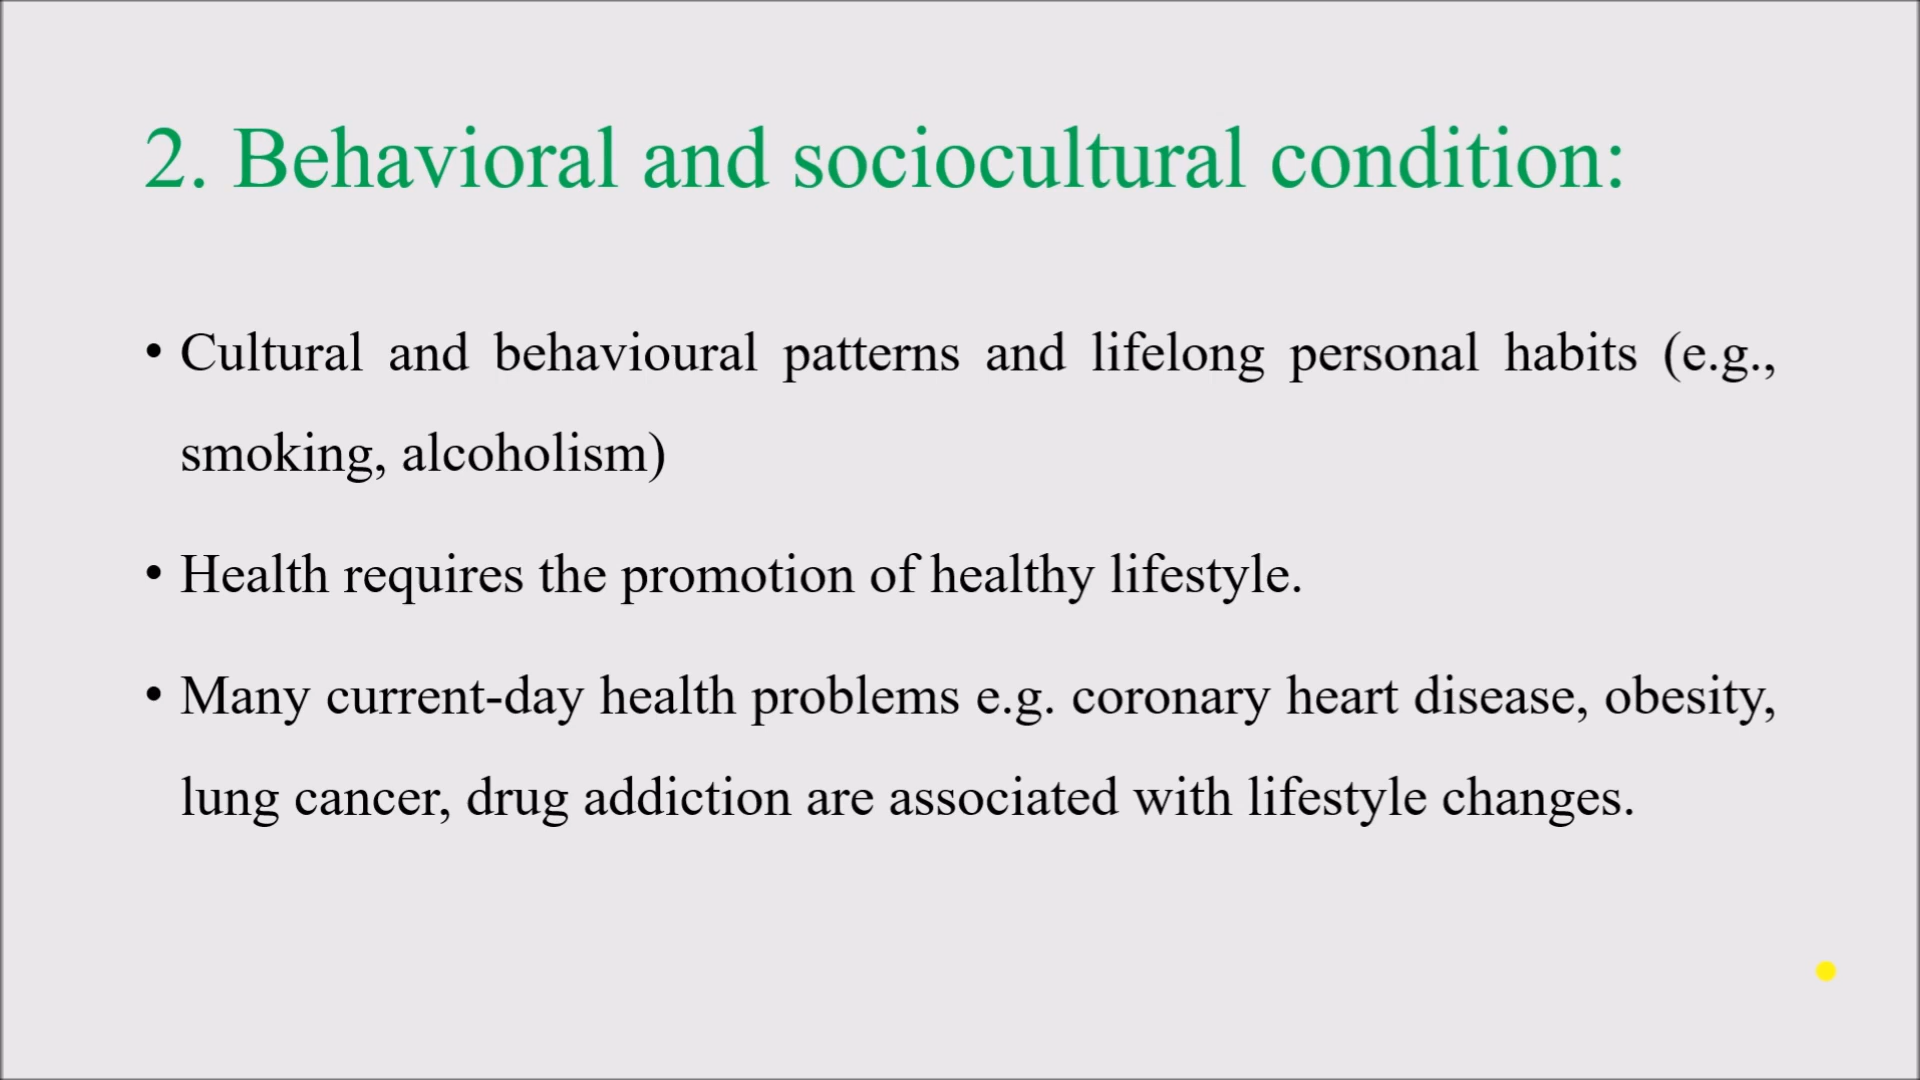 2. Behavioral and sociocultural condition:
• Cultural and behavioural patterns and lifelong personal habits (e.g.,
smoking, alcoholism)
• Health requires the promotion of healthy lifestyle.
• Many current-day health problems e.g. coronary heart disease, obesity,
lung cancer, drug addiction are associated with lifestyle changes.